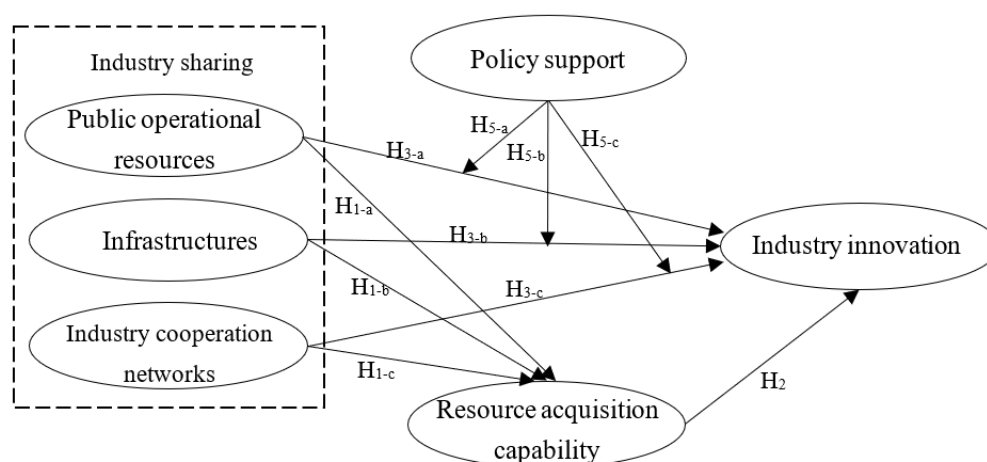 Industry sharing
Public operational
resources
Infrastructures
Industry cooperation
networks
Policy support
H5-a
H5-b
H5-c
H3-a
H1-a
H3-b
H1-b
H3-c
H1-c
H2
Industry innovation
Resource acquisition
capability